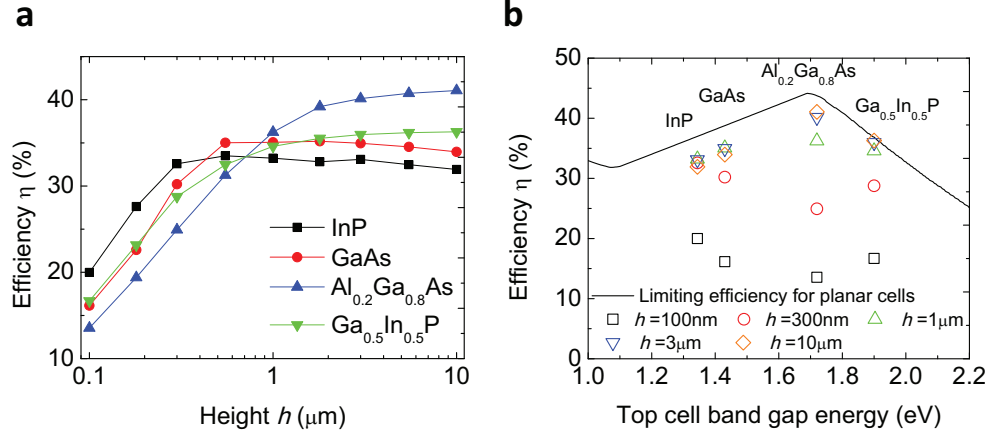 a
Efficiency η (%)
40
30
20
10
InP
GaAs
Al0.2Ga0.8As
Ga0.5In0.5P
0.1
1
10
Height h (μm)
b
Efficiency η (%)
50
40
30
20
10
0
Al0.2Ga0.8As
GaAs
Ga0.5In0.5P
InP
Limiting efficiency for planar cells
h =100nm
h =300nm
h =1μm
h =3μm
h =10μm
1.0
1.2
1.4
1.6
1.8
2.0
2.2
Top cell band gap energy (eV)